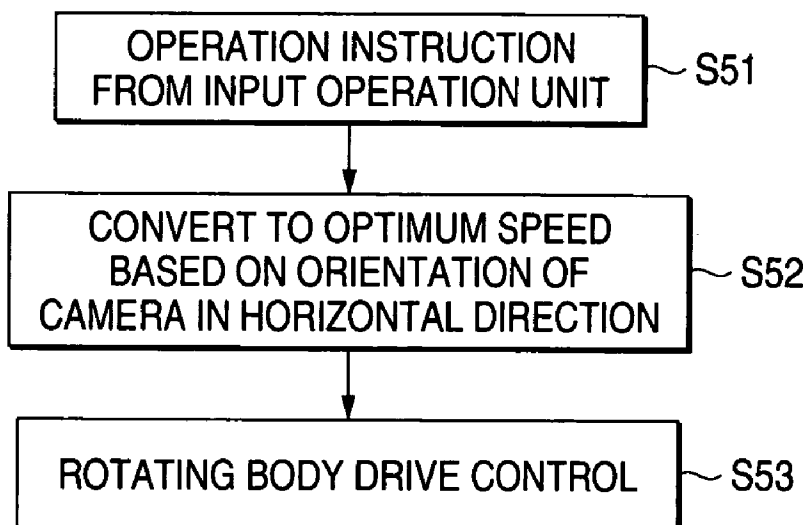 OPERATION INSTRUCTION
FROM INPUT OPERATION UNIT
S51
CONVERT TO OPTIMUM SPEED
BASED ON ORIENTATION OF
CAMERA IN HORIZONTAL DIRECTION
S52
ROTATING BODY DRIVE CONTROL
S53